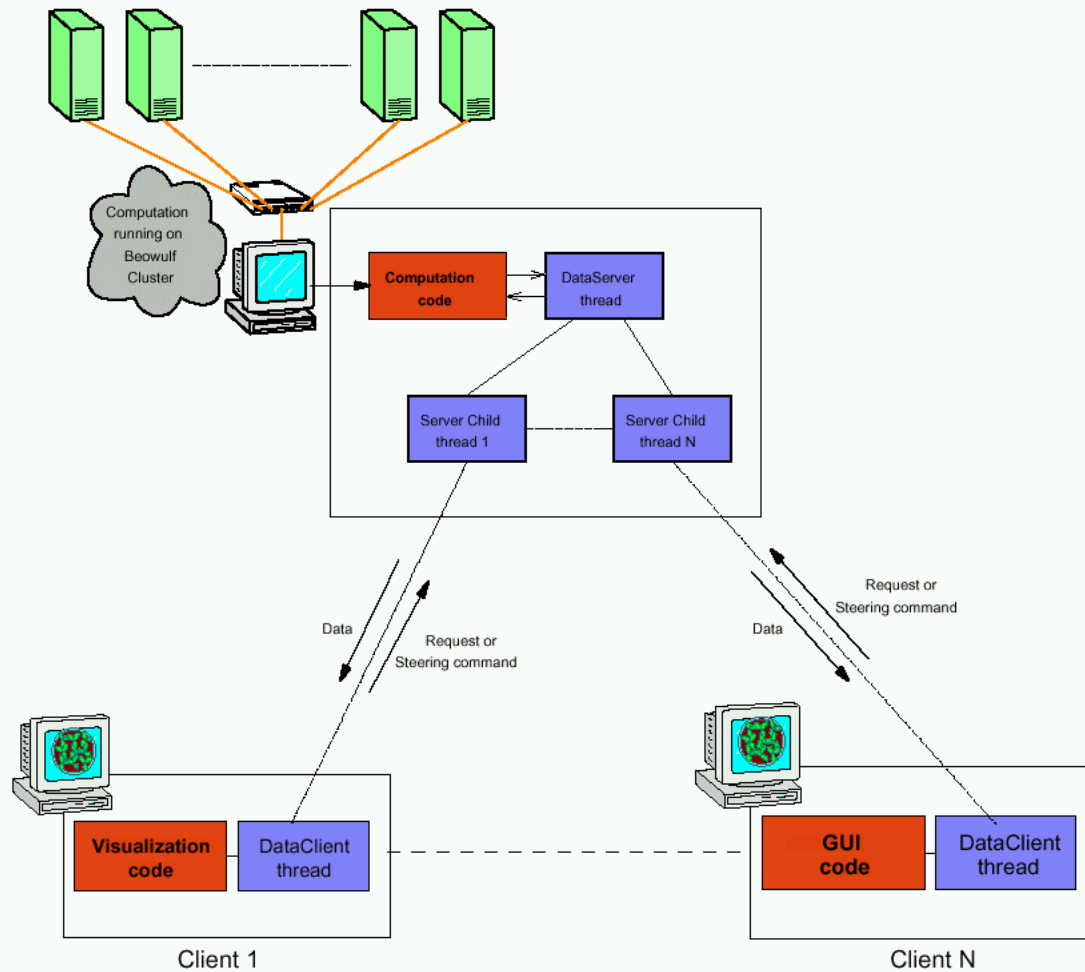 Computation
running on
Beowulf
Cluster
Computation
code
DataServer
thread
Server Child
thread 1
Server Child
thread N
Data
Request or
Steering command
Request or
Steering command
Data
Visualization
code
DataClient
thread
GUI
code
DataClient
thread
Client 1
Client N